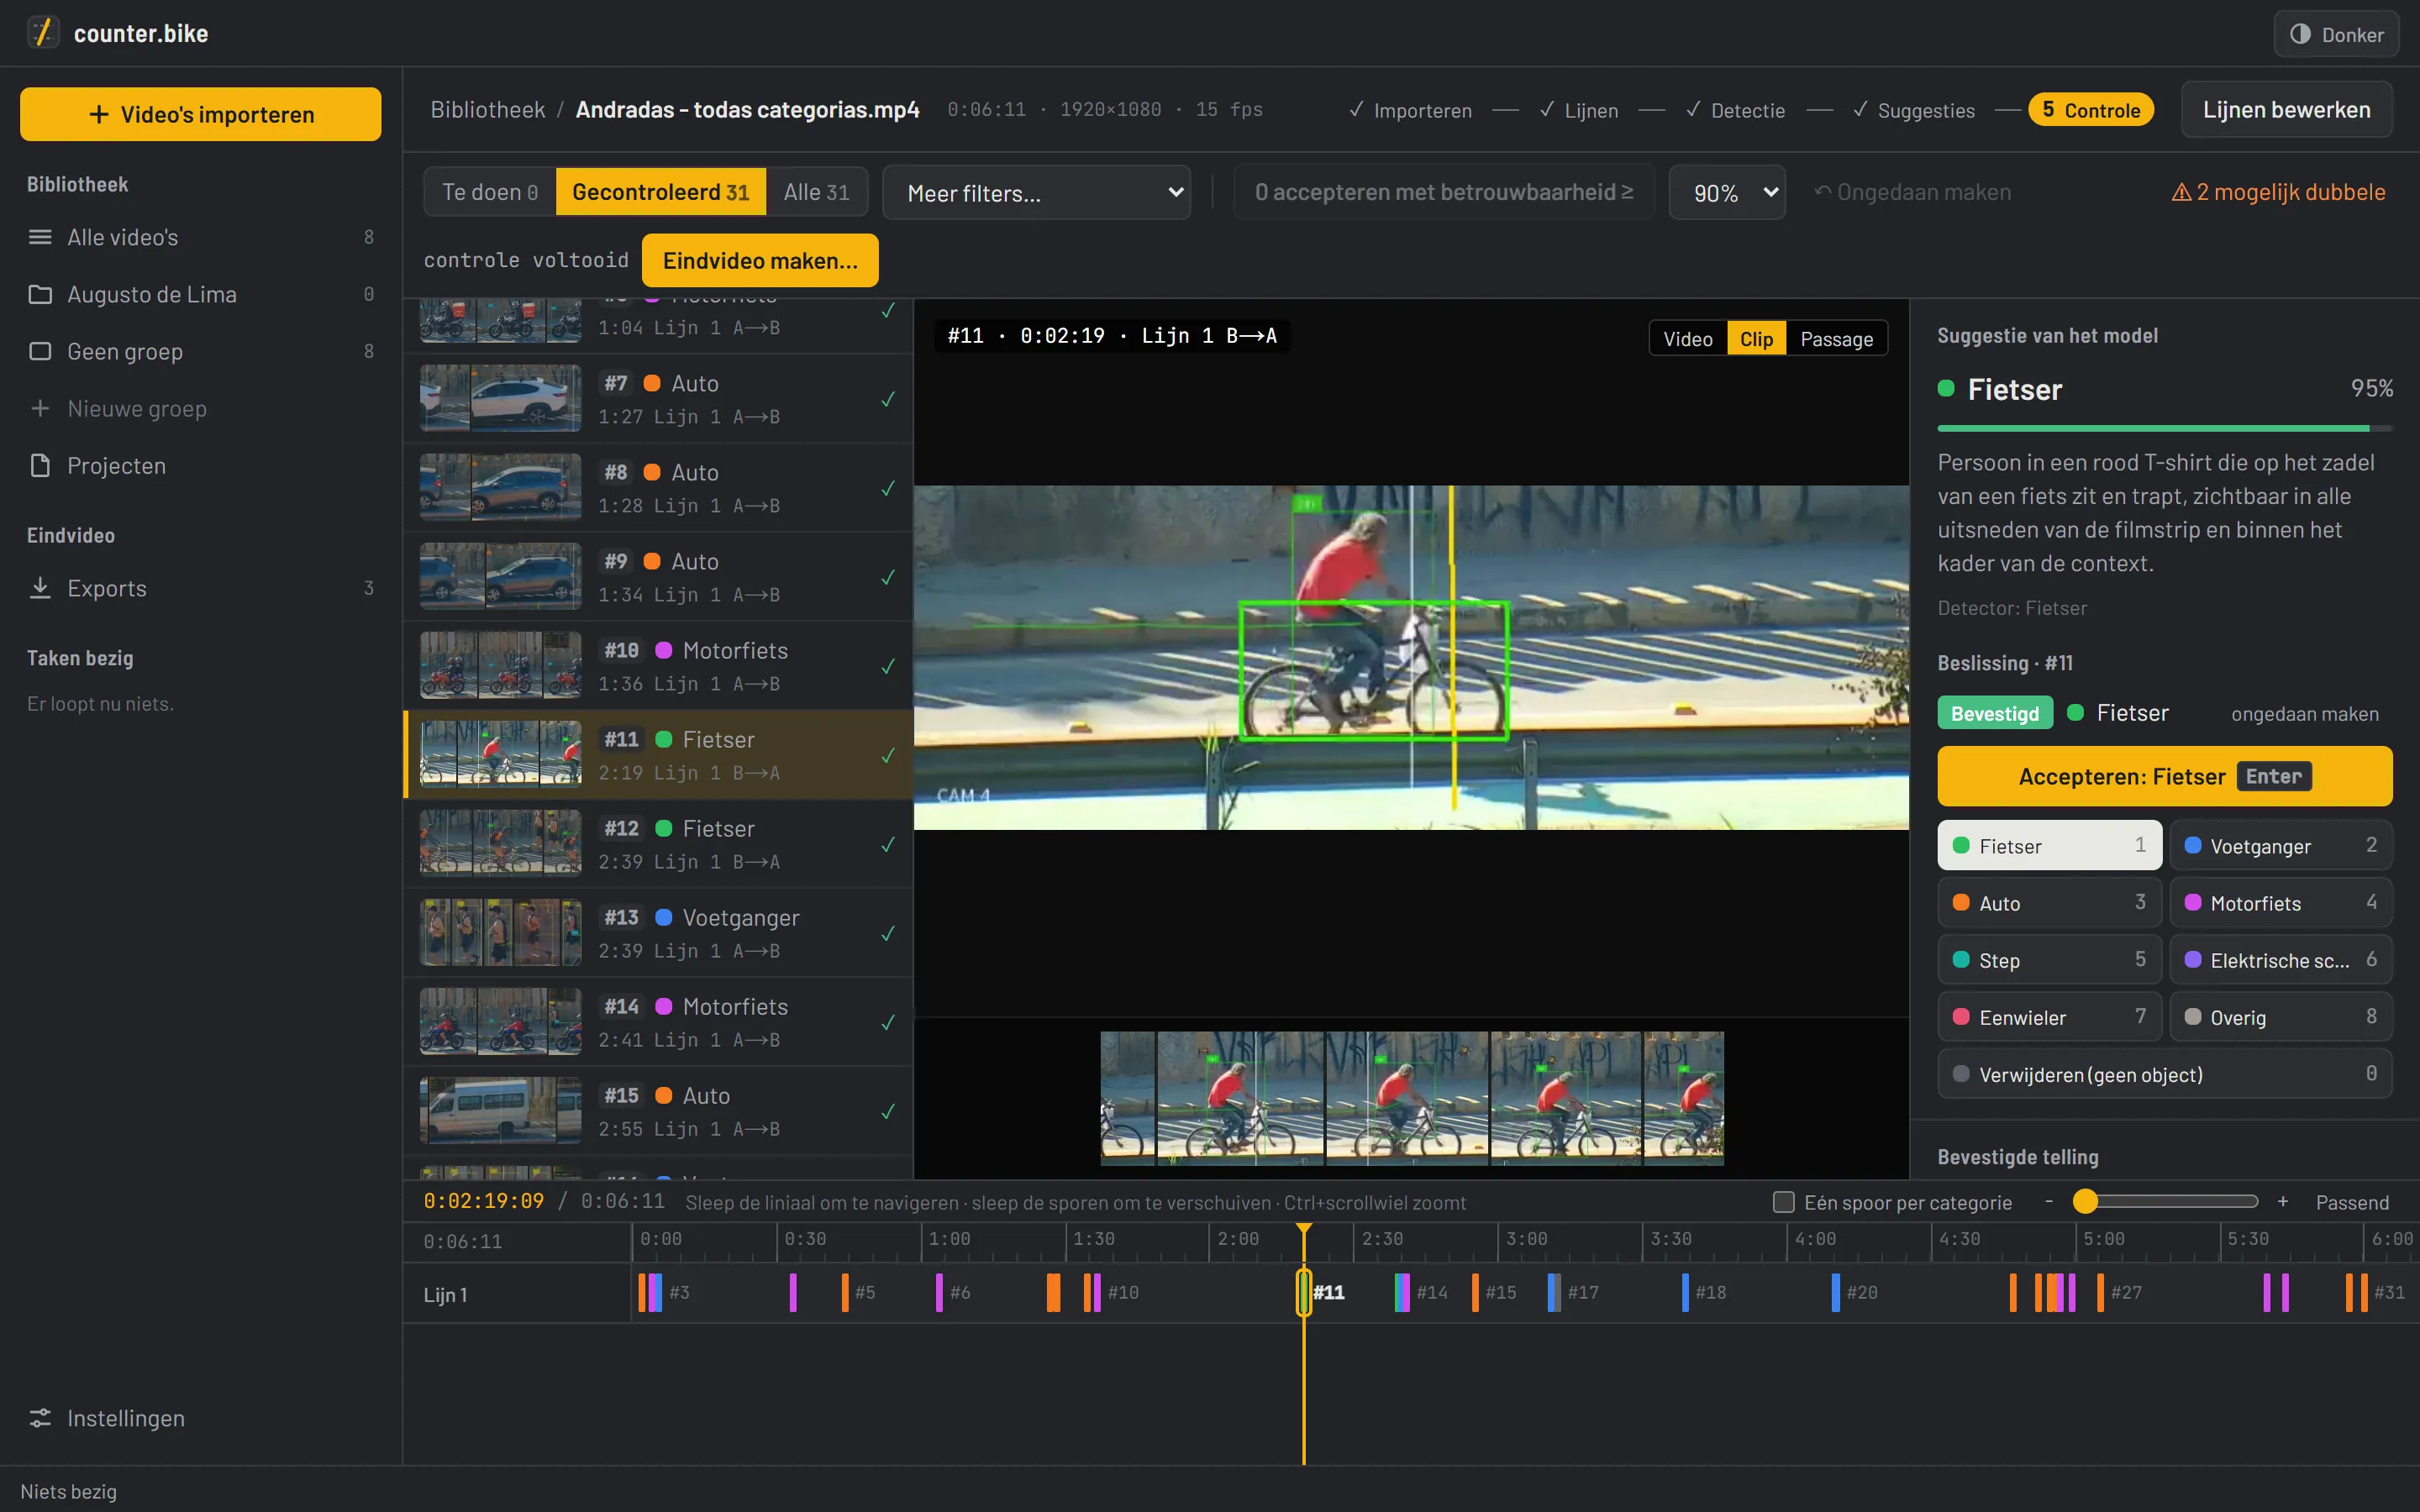 counter.bike
Donker
+ Video's importeren
Bibliotheek
Alle video's 8
Augusto de Lima 0
Geen groep 8
+ Nieuwe groep
Projecten
Eindvideo
Exports 3
Taken bezig
Er loopt nu niets.
Instellingen
Niets bezig
Bibliotheek / Andradas - todas categorias.mp4 0:06:11 · 1920×1080 · 15 fps
✓ Importeren — ✓ Lijnen — ✓ Detectie — ✓ Suggesties — 5 Controle
Lijnen bewerken
Te doen 0 Gecontroleerd 31 Alle 31
Meer filters...
0 accepteren met betrouwbaarheid ≥ 90%
Ongedaan maken
⚠ 2 mogelijk dubbele
controle voltooid
Eindvideo maken...
1:04 Lijn 1 A→B
#7 Auto
1:27 Lijn 1 A→B
#8 Auto
1:28 Lijn 1 A→B
#9 Auto
1:34 Lijn 1 A→B
#10 Motorfiets
1:36 Lijn 1 A→B
#11 Fietser
2:19 Lijn 1 B→A
#12 Fietser
2:39 Lijn 1 B→A
#13 Voetganger
2:39 Lijn 1 A→B
#14 Motorfiets
2:41 Lijn 1 A→B
#15 Auto
2:55 Lijn 1 A→B
#11 · 0:02:19 · Lijn 1 B→A
Video Clip Passage
CAM 4
Suggestie van het model
Fietser 95%
Persoon in een rood T-shirt die op het zadel
van een fiets zit en trapt, zichtbaar in alle
uitsneden van de filmstrip en binnen het
kader van de context.
Detector: Fietser
Beslissing · #11
Bevestigd Fietser ongedaan maken
Accepteren: Fietser Enter
Fietser 1
Voetganger 2
Auto 3
Motorfiets 4
Step 5
Elektrische sc... 6
Eenwieler 7
Overig 8
Verwijderen (geen object) 0
Bevestigde telling
0:02:19:09 / 0:06:11 Sleep de liniaal om te navigeren · sleep de sporen om te verschuiven · Ctrl+scrollwiel zoomt
Eén spoor per categorie - + Passend
0:06:11 0:00 0:30 1:00 1:30 2:00 2:30 3:00 3:30 4:00 4:30 5:00 5:30 6:00
Lijn 1 #3 #5 #6 #10 #11 #14 #15 #17 #18 #20 #27 #31